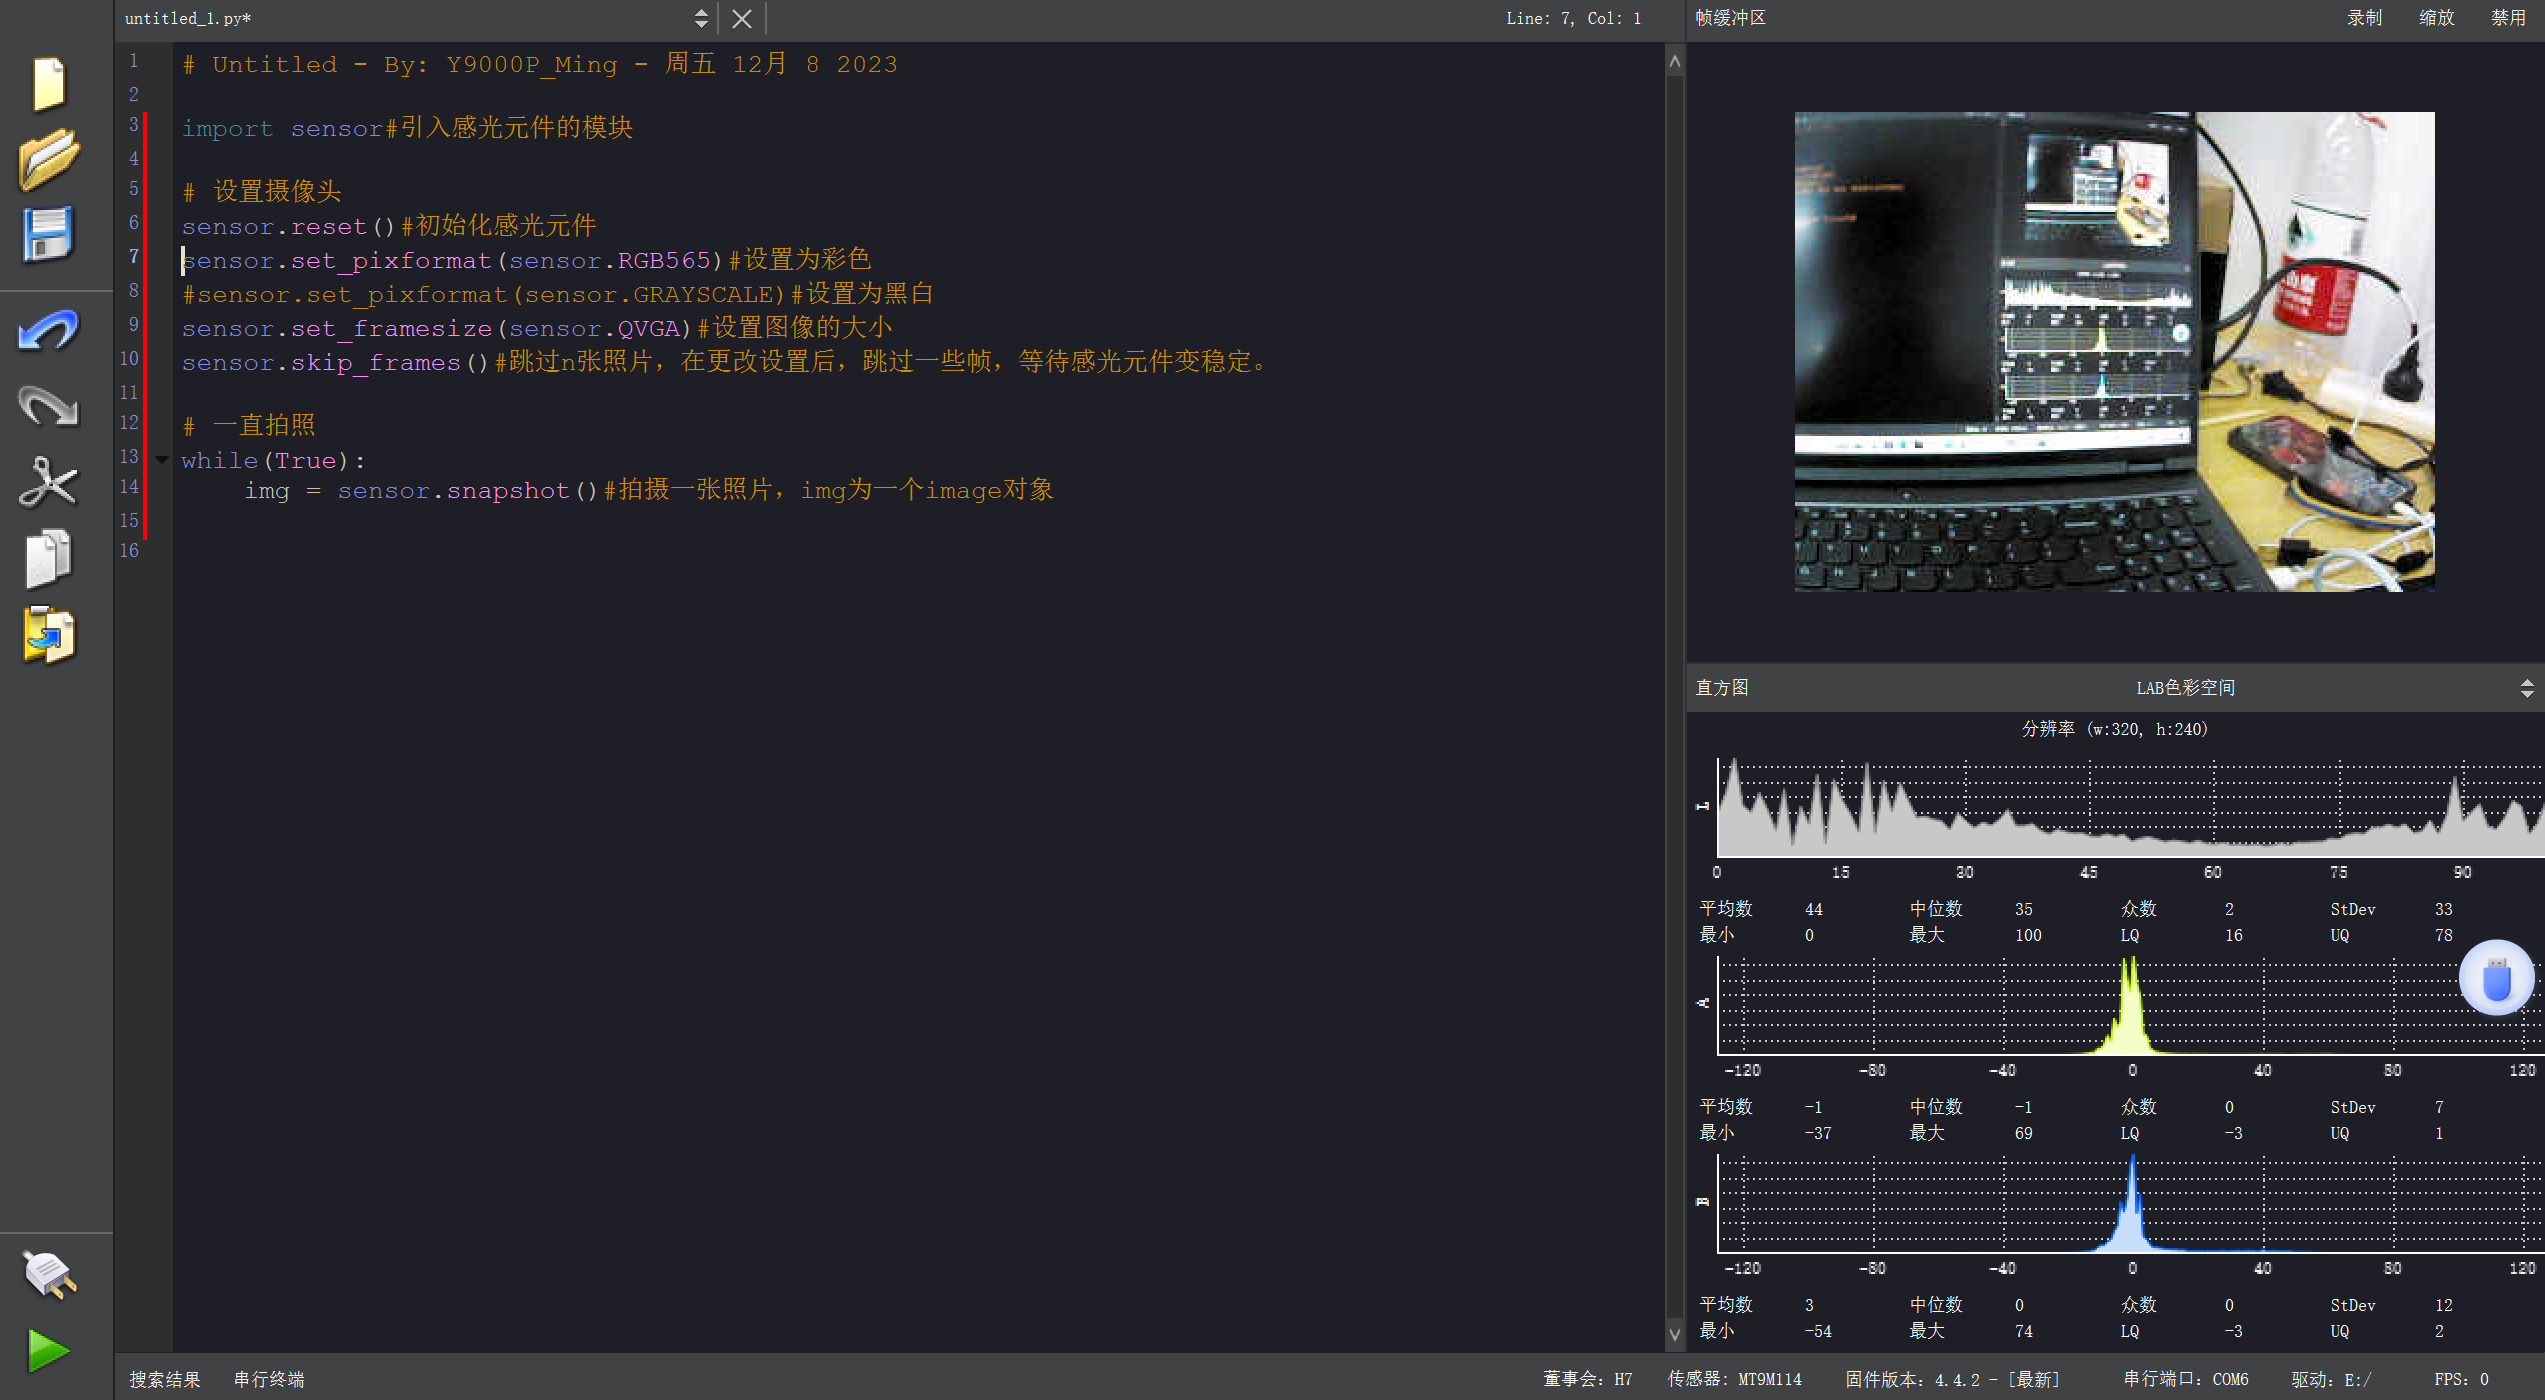 untitled_1.py*
Line: 7, Col: 1
1 # Untitled - By: Y9000P_Ming - 周五 12月 8 2023
2
3 import sensor#引入感光元件的模块
4
5 # 设置摄像头
6 sensor.reset()#初始化感光元件
7 sensor.set_pixformat(sensor.RGB565)#设置为彩色
8 #sensor.set_pixformat(sensor.GRAYSCALE)#设置为黑白
9 sensor.set_framesize(sensor.QVGA)#设置图像的大小
10 sensor.skip_frames()#跳过n张照片，在更改设置后，跳过一些帧，等待感光元件变稳定。
11
12 # 一直拍照
13 while(True):
14 img = sensor.snapshot()#拍摄一张照片，img为一个image对象
15
16
帧缓冲区 录制 缩放 禁用
直方图 LAB色彩空间
分辨率 (w:320, h:240)
L
0 15 30 45 60 75 90
平均数 44 中位数 35 众数 2 StDev 33
最小 0 最大 100 LQ 16 UQ 78
A
-120 -80 -40 0 40 80 120
平均数 -1 中位数 -1 众数 0 StDev 7
最小 -37 最大 69 LQ -3 UQ 1
B
-120 -80 -40 0 40 80 120
平均数 3 中位数 0 众数 0 StDev 12
最小 -54 最大 74 LQ -3 UQ 2
搜索结果 串行终端 董事会: H7 传感器: MT9M114 固件版本: 4.4.2 - [最新] 串行端口: COM6 驱动: E:/ FPS: 0